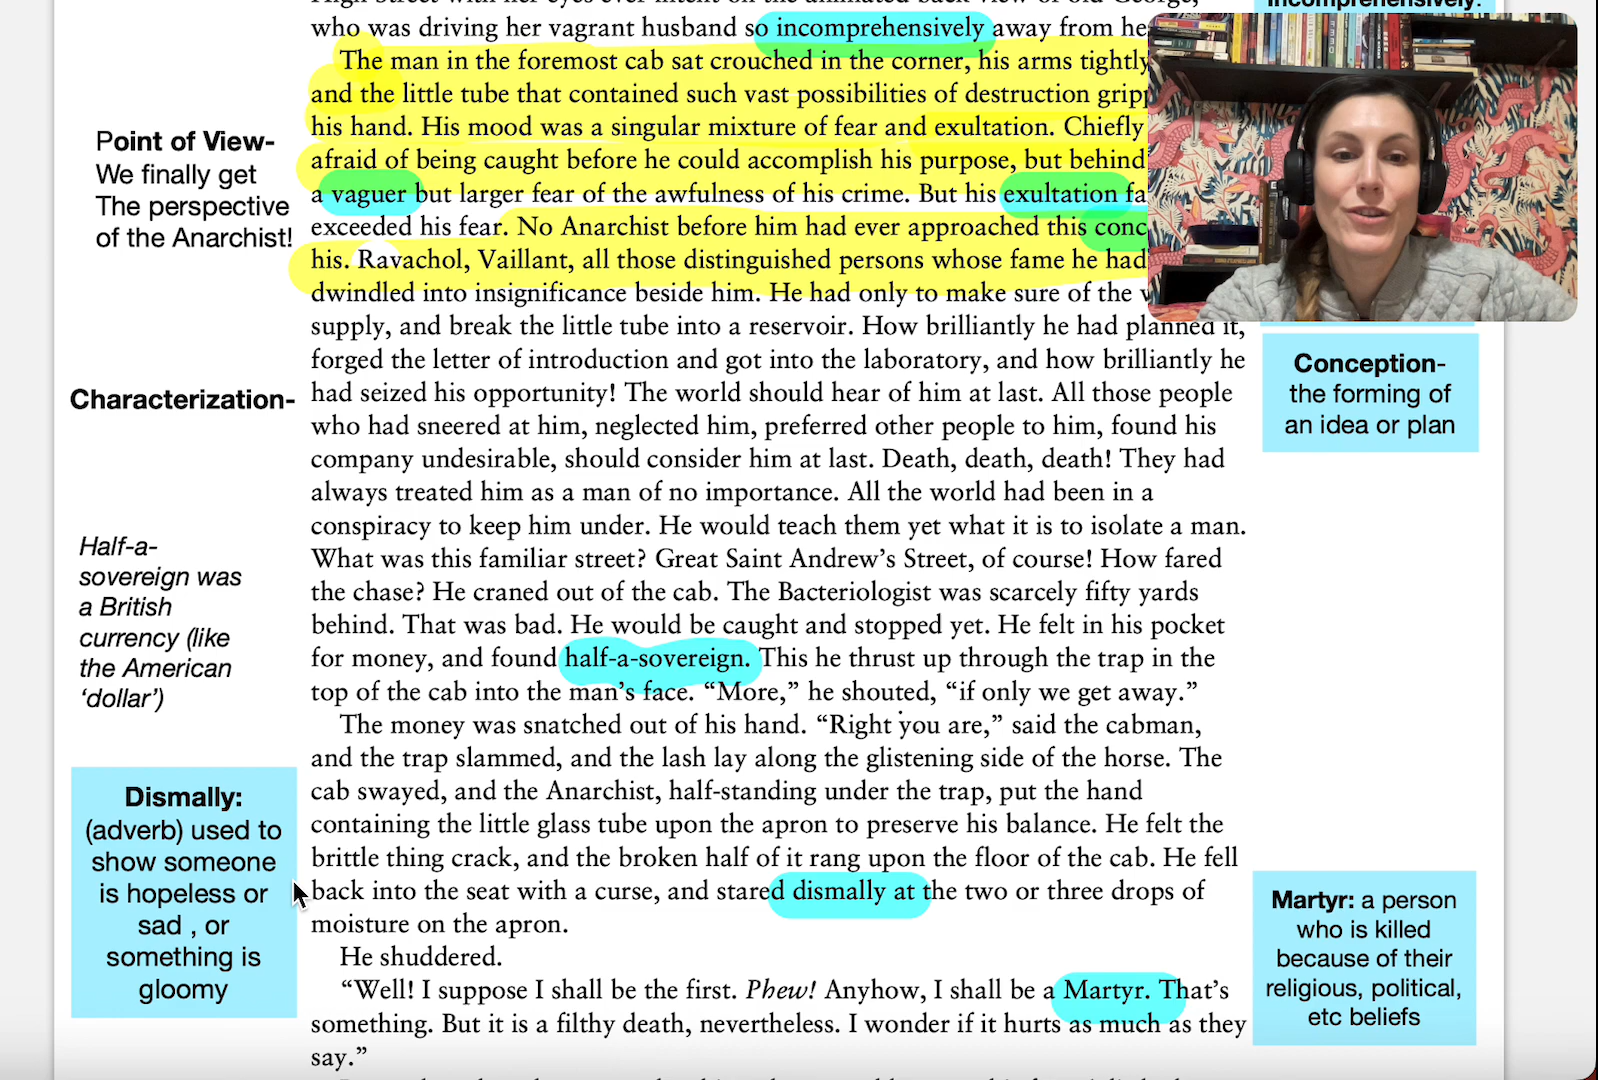 High Street with her eyes ever intent on the animated back view of old George,
who was driving her vagrant husband so incomprehensively away from he
The man in the foremost cab sat crouched in the corner, his arms tightly
and the little tube that contained such vast possibilities of destruction grip
his hand. His mood was a singular mixture of fear and exultation. Chiefly
afraid of being caught before he could accomplish his purpose, but behind
a vaguer but larger fear of the awfulness of his crime. But his exultation fa
exceeded his fear. No Anarchist before him had ever approached this conc
his. Ravachol, Vaillant, all those distinguished persons whose fame he had
dwindled into insignificance beside him. He had only to make sure of the
supply, and break the little tube into a reservoir. How brilliantly he had planned it,
forged the letter of introduction and got into the laboratory, and how brilliantly he
had seized his opportunity! The world should hear of him at last. All those people
who had sneered at him, neglected him, preferred other people to him, found his
company undesirable, should consider him at last. Death, death, death! They had
always treated him as a man of no importance. All the world had been in a
conspiracy to keep him under. He would teach them yet what it is to isolate a man.
What was this familiar street? Great Saint Andrew’s Street, of course! How fared
the chase? He craned out of the cab. The Bacteriologist was scarcely fifty yards
behind. That was bad. He would be caught and stopped yet. He felt in his pocket
for money, and found half-a-sovereign. This he thrust up through the trap in the
top of the cab into the man’s face. “More,” he shouted, “if only we get away.”
The money was snatched out of his hand. “Right you are,” said the cabman,
and the trap slammed, and the lash lay along the glistening side of the horse. The
cab swayed, and the Anarchist, half-standing under the trap, put the hand
containing the little glass tube upon the apron to preserve his balance. He felt the
brittle thing crack, and the broken half of it rang upon the floor of the cab. He fell
back into the seat with a curse, and stared dismally at the two or three drops of
moisture on the apron.
He shuddered.
“Well! I suppose I shall be the first. Phew! Anyhow, I shall be a Martyr. That’s
something. But it is a filthy death, nevertheless. I wonder if it hurts as much as they
say.”
Point of View-
We finally get
The perspective
of the Anarchist!
Characterization-
Half-a-
sovereign was
a British
currency (like
the American
‘dollar’)
Dismally:
(adverb) used to
show someone
is hopeless or
sad , or
something is
gloomy
Incomprehensively:
Conception-
the forming of
an idea or plan
Martyr: a person
who is killed
because of their
religious, political,
etc beliefs